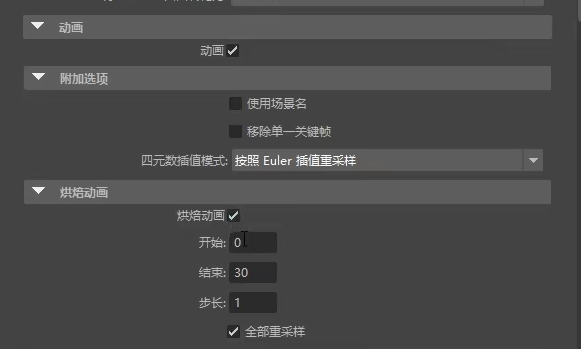 动画
动画
附加选项
使用场景名
移除单一关键帧
四元数插值模式: 按照 Euler 插值重采样
烘焙动画
烘焙动画
开始: 0
结束: 30
步长: 1
全部重采样